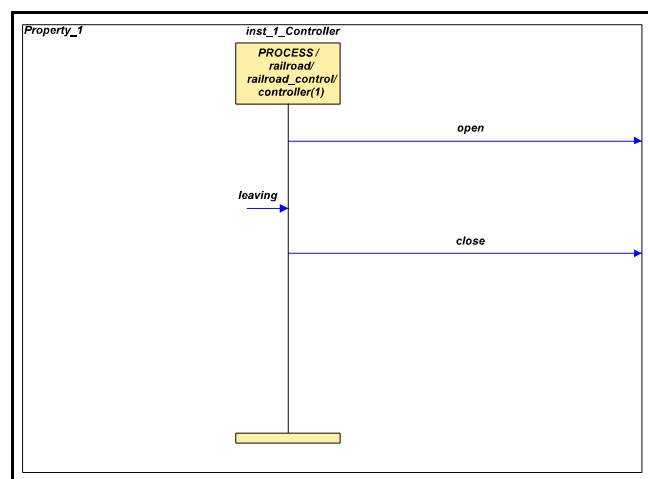 Property_1
inst_1_Controller
PROCESS /
railroad/
railroad_control/
controller(1)
open
leaving
close